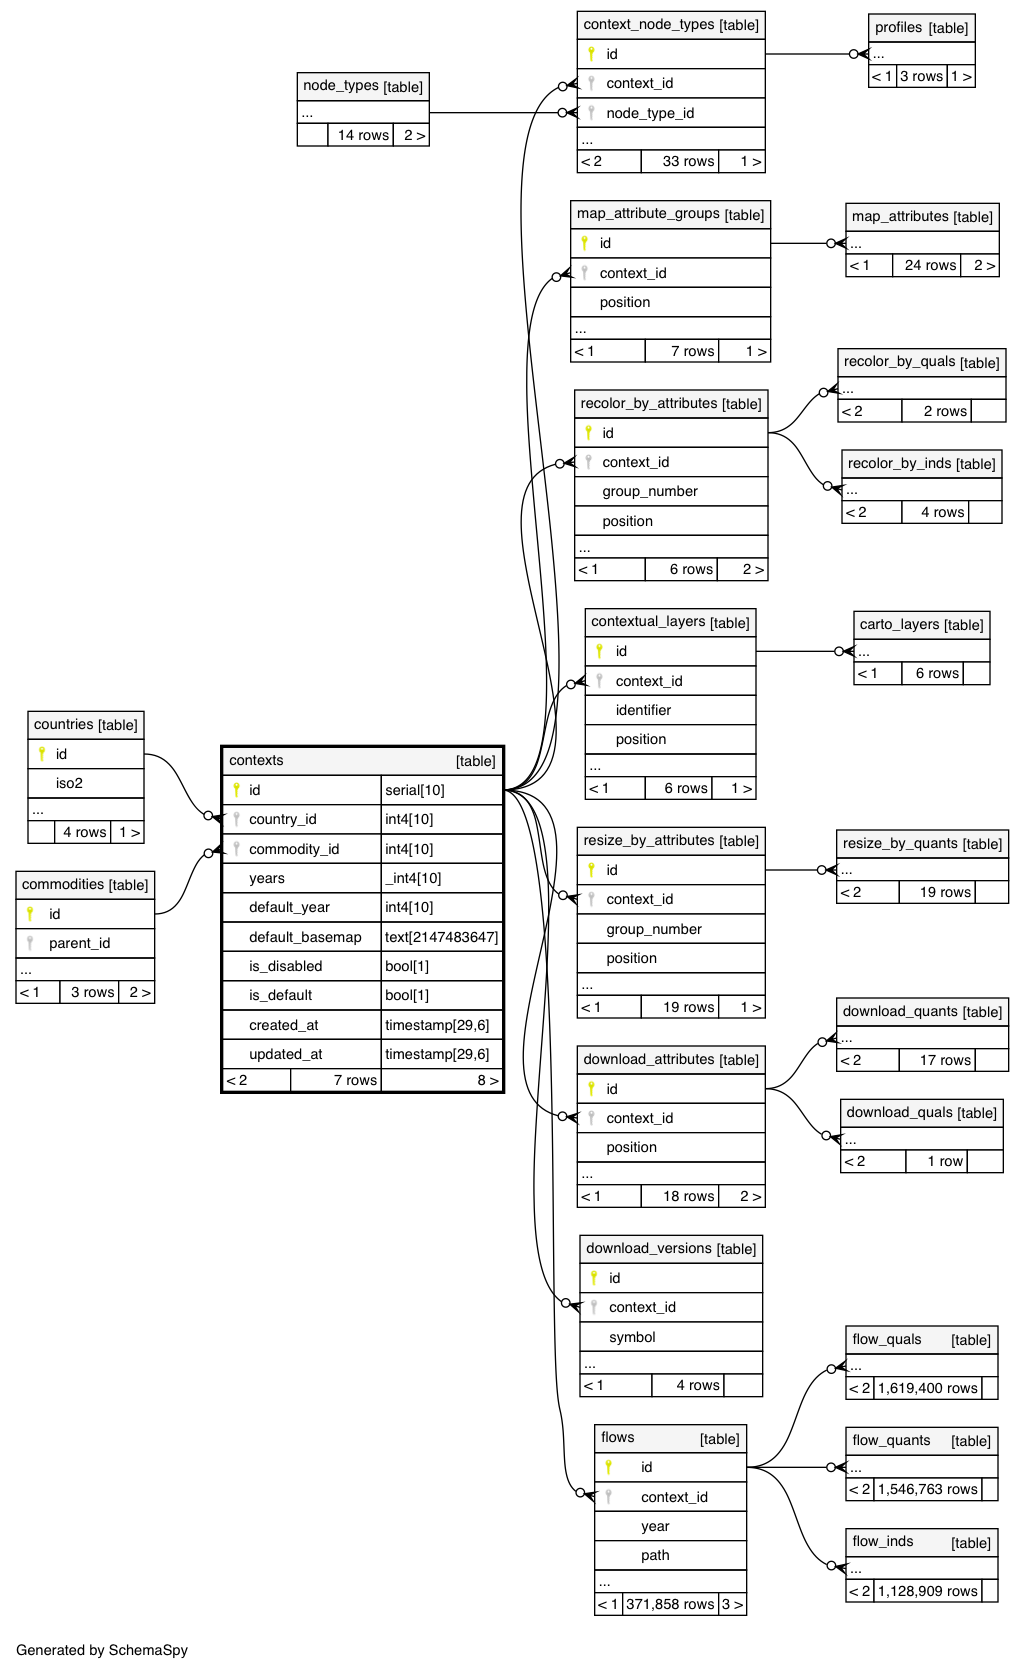 context_node_types [table]
id
context_id
node_type_id
...
< 2 33 rows 1 >
profiles [table]
...
< 1 3 rows 1 >
node_types [table]
...
14 rows 2 >
map_attribute_groups [table]
id
context_id
position
...
< 1 7 rows 1 >
map_attributes [table]
...
< 1 24 rows 2 >
recolor_by_attributes [table]
id
context_id
group_number
position
...
< 1 6 rows 2 >
recolor_by_quals [table]
...
< 2 2 rows
recolor_by_inds [table]
...
< 2 4 rows
contextual_layers [table]
id
context_id
identifier
position
...
< 1 6 rows 1 >
carto_layers [table]
...
< 1 6 rows
countries [table]
id
iso2
...
4 rows 1 >
commodities [table]
id
parent_id
...
< 1 3 rows 2 >
contexts [table]
id serial[10]
country_id int4[10]
commodity_id int4[10]
years _int4[10]
default_year int4[10]
default_basemap text[2147483647]
is_disabled bool[1]
is_default bool[1]
created_at timestamp[29,6]
updated_at timestamp[29,6]
< 2 7 rows 8 >
resize_by_attributes [table]
id
context_id
group_number
position
...
< 1 19 rows 1 >
resize_by_quants [table]
...
< 2 19 rows
download_attributes [table]
id
context_id
position
...
< 1 18 rows 2 >
download_quants [table]
...
< 2 17 rows
download_quals [table]
...
< 2 1 row
download_versions [table]
id
context_id
symbol
...
< 1 4 rows
flows [table]
id
context_id
year
path
...
< 1 371,858 rows 3 >
flow_quals [table]
...
< 2 1,619,400 rows
flow_quants [table]
...
< 2 1,546,763 rows
flow_inds [table]
...
< 2 1,128,909 rows
Generated by SchemaSpy